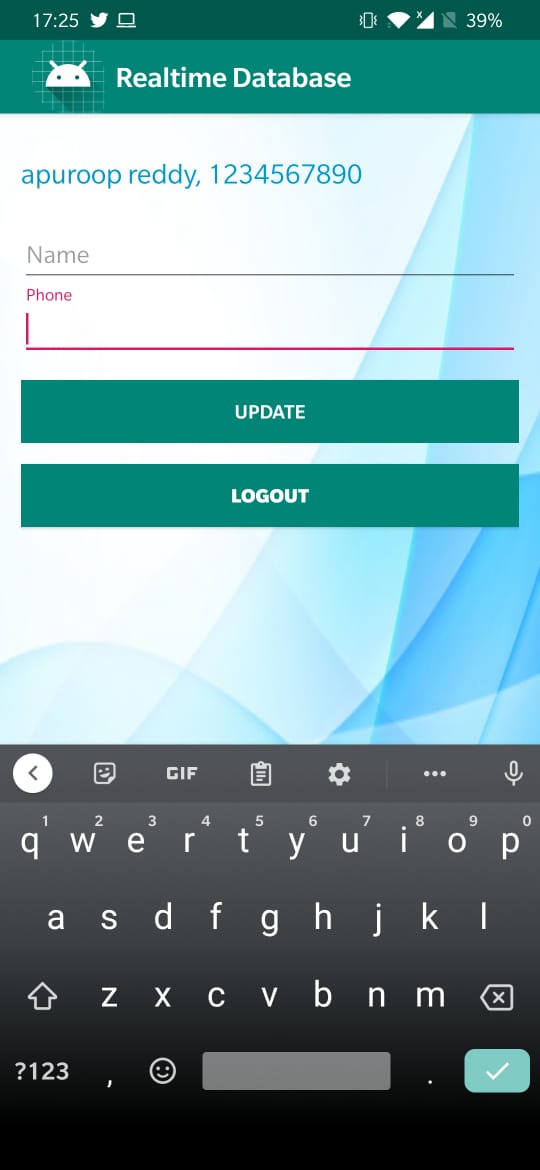 17:25 39%
Realtime Database
apuroop reddy, 1234567890
Name
Phone
UPDATE
LOGOUT
GIF
1 2 3 4 5 6 7 8 9 0
q w e r t y u i o p
a s d f g h j k l
z x c v b n m
?123 , .